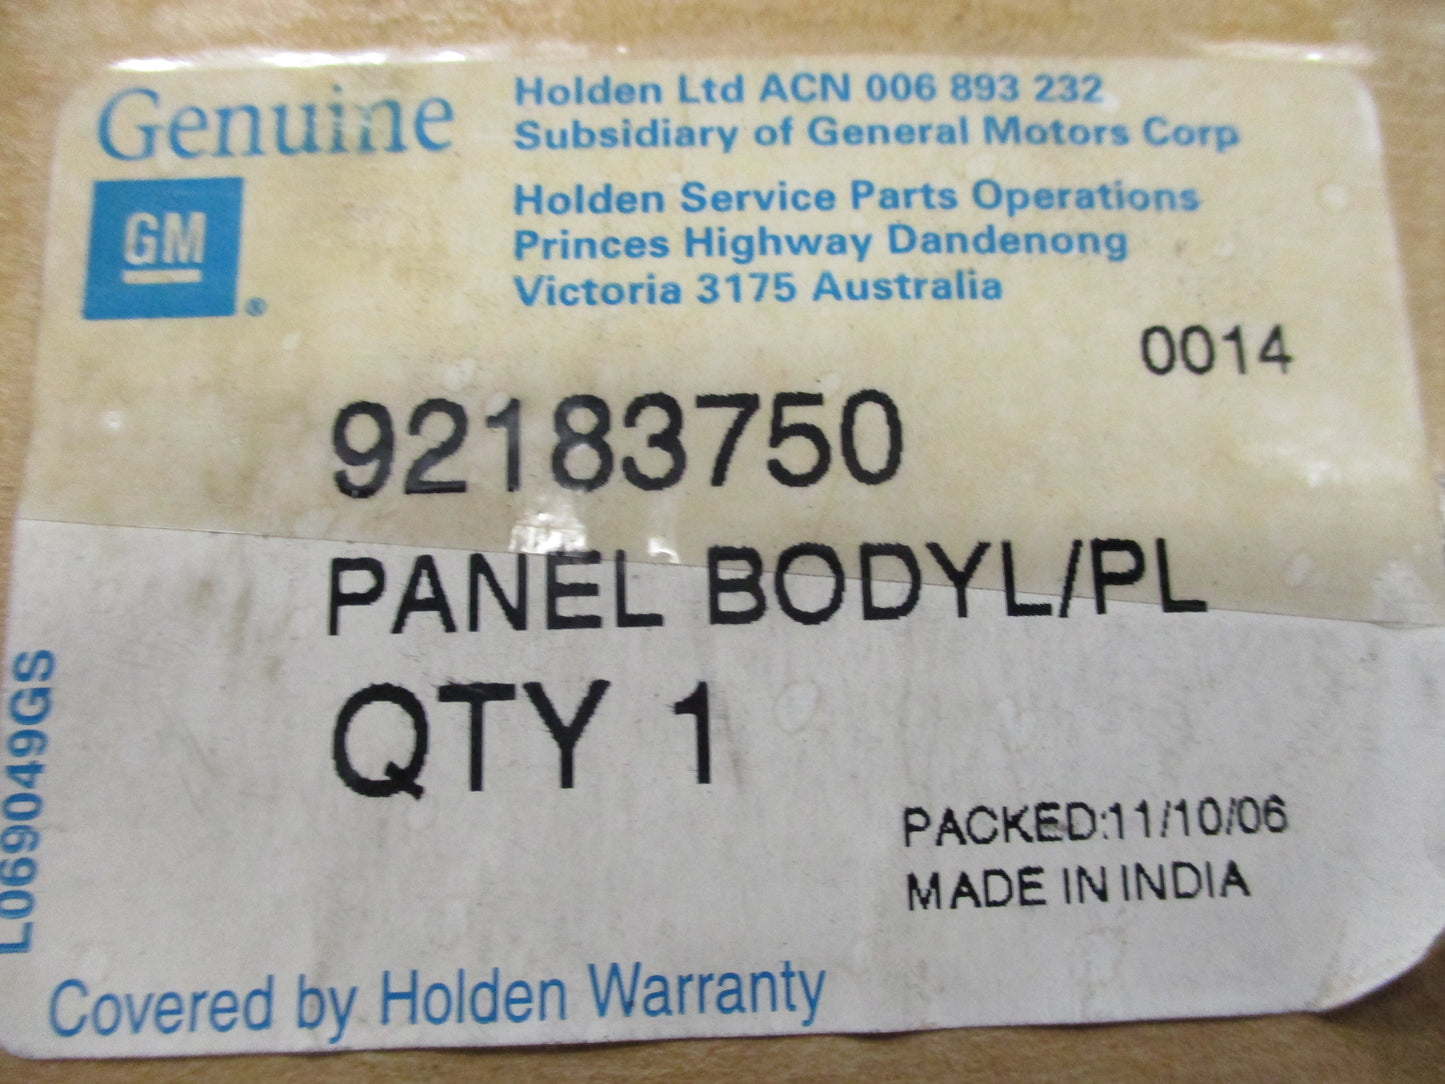 Genuine
GM
®
Holden Ltd ACN 006 893 232
Subsidiary of General Motors Corp
Holden Service Parts Operations
Princes Highway Dandenong
Victoria 3175 Australia
0014
92183750
PANEL BODYL/PL
QTY 1
PACKED:11/10/06
MADE IN INDIA
L069049GS
Covered by Holden Warranty